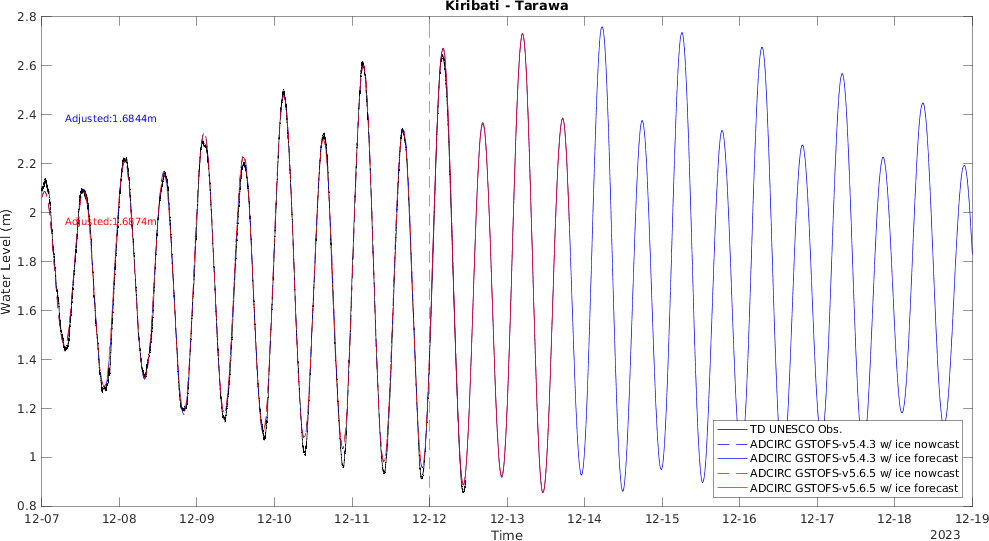 Kiribati - Tarawa
2.8
2.6
2.4
2.2
2
1.8
1.6
1.4
1.2
1
0.8
Water Level (m)
Adjusted:1.6844m
Adjusted:1.6874m
TD UNESCO Obs.
ADCIRC GSTOFS-v5.4.3 w/ ice nowcast
ADCIRC GSTOFS-v5.4.3 w/ ice forecast
ADCIRC GSTOFS-v5.6.5 w/ ice nowcast
ADCIRC GSTOFS-v5.6.5 w/ ice forecast
12-07 12-08 12-09 12-10 12-11 12-12 12-13 12-14 12-15 12-16 12-17 12-18 12-19
Time
2023